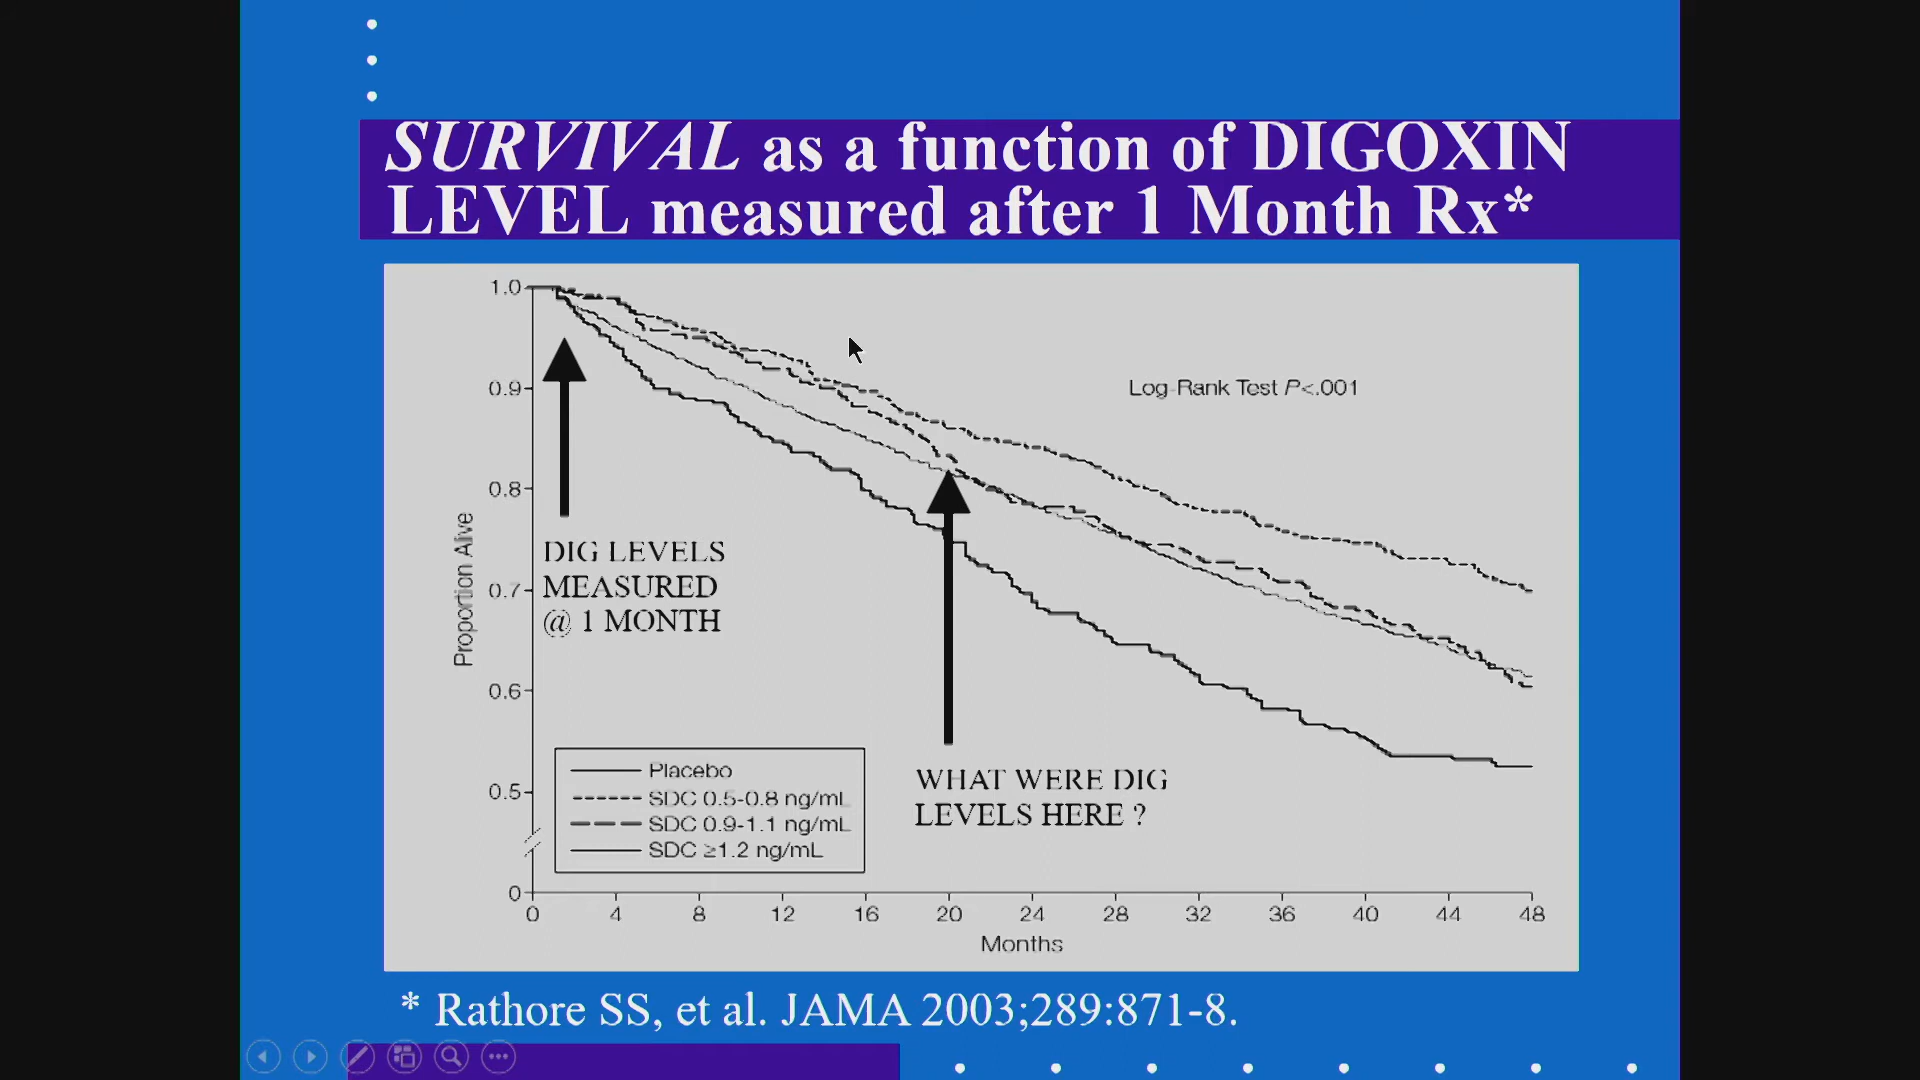 SURVIVAL as a function of DIGOXIN
LEVEL measured after 1 Month Rx*
1.0
0.9
0.8
0.7
0.6
0.5
0
Proportion Alive
Log-Rank Test P<.001
DIG LEVELS
MEASURED
@ 1 MONTH
WHAT WERE DIG
LEVELS HERE ?
Placebo
SDC 0.5-0.8 ng/mL
SDC 0.9-1.1 ng/mL
SDC ≥1.2 ng/mL
0 4 8 12 16 20 24 28 32 36 40 44 48
Months
* Rathore SS, et al. JAMA 2003;289:871-8.